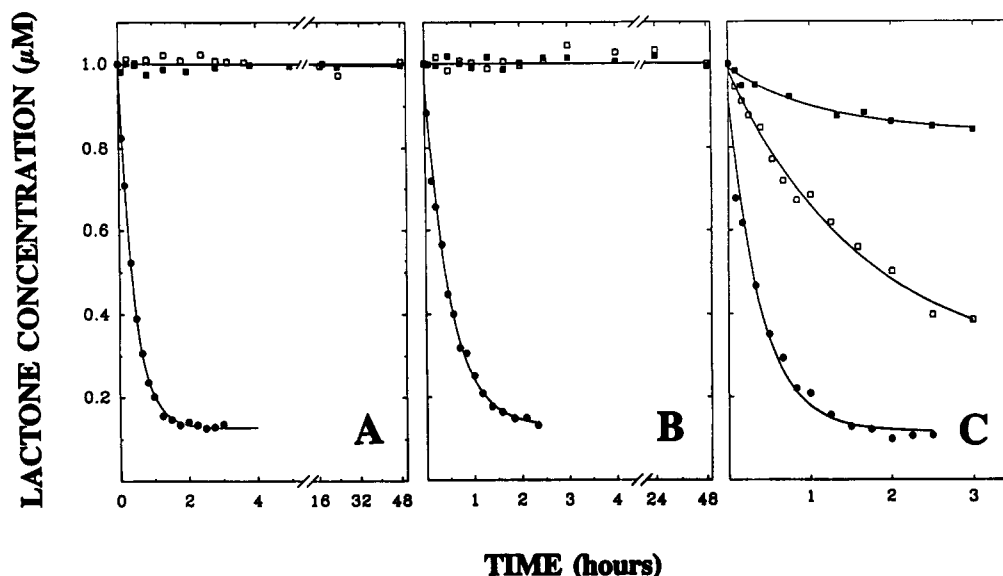 LACTONE CONCENTRATION (μM)
1.0
0.8
0.6
0.4
0.2
A
B
C
0 2 4 16 32 48
0 1 2 3 4 24 48
1 2 3
TIME (hours)